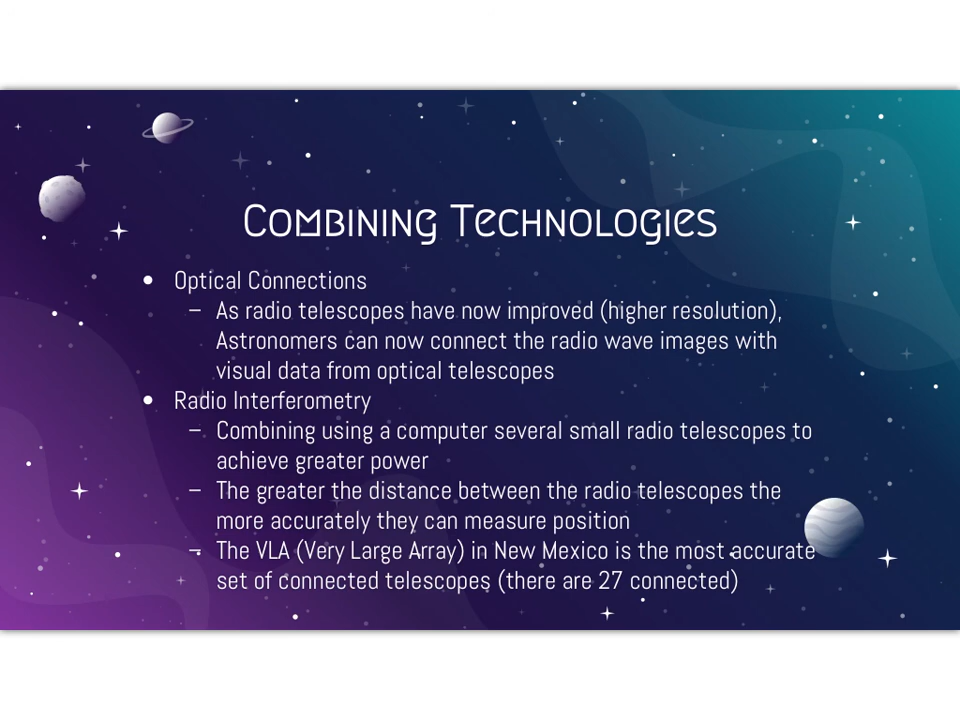 Combining Technologies
• Optical Connections
– As radio telescopes have now improved (higher resolution),
Astronomers can now connect the radio wave images with
visual data from optical telescopes
• Radio Interferometry
– Combining using a computer several small radio telescopes to
achieve greater power
– The greater the distance between the radio telescopes the
more accurately they can measure position
– The VLA (Very Large Array) in New Mexico is the most accurate
set of connected telescopes (there are 27 connected)